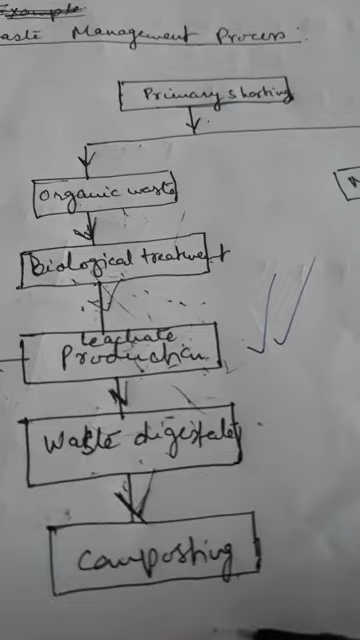 Example
aste Management Process:
Primary shorting
Organic waste
Biological treatment
leachate
Production
Waste digestate
Composting